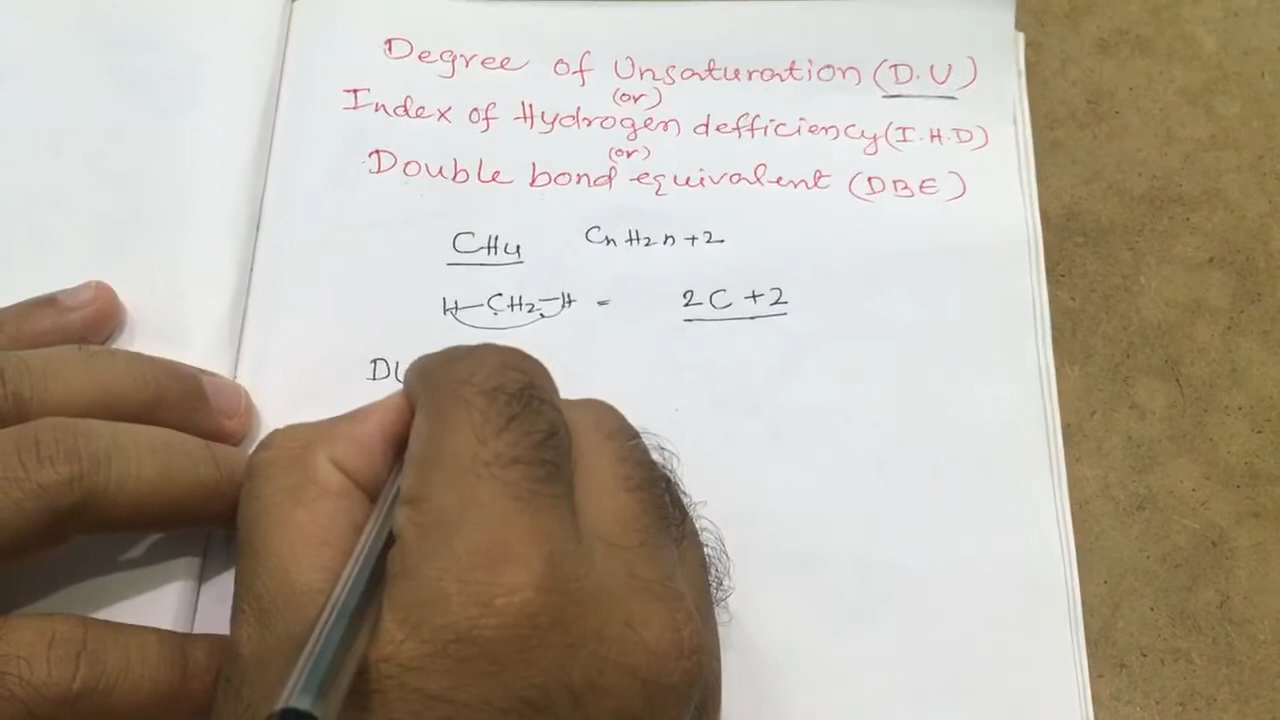 Degree of Unsaturation (D.U)
(or)
Index of Hydrogen defficiency (I.H.D)
(or)
Double bond equivalent (DBE)
CH4 CnH2n+2
H-CH2-H = 2C+2
DU